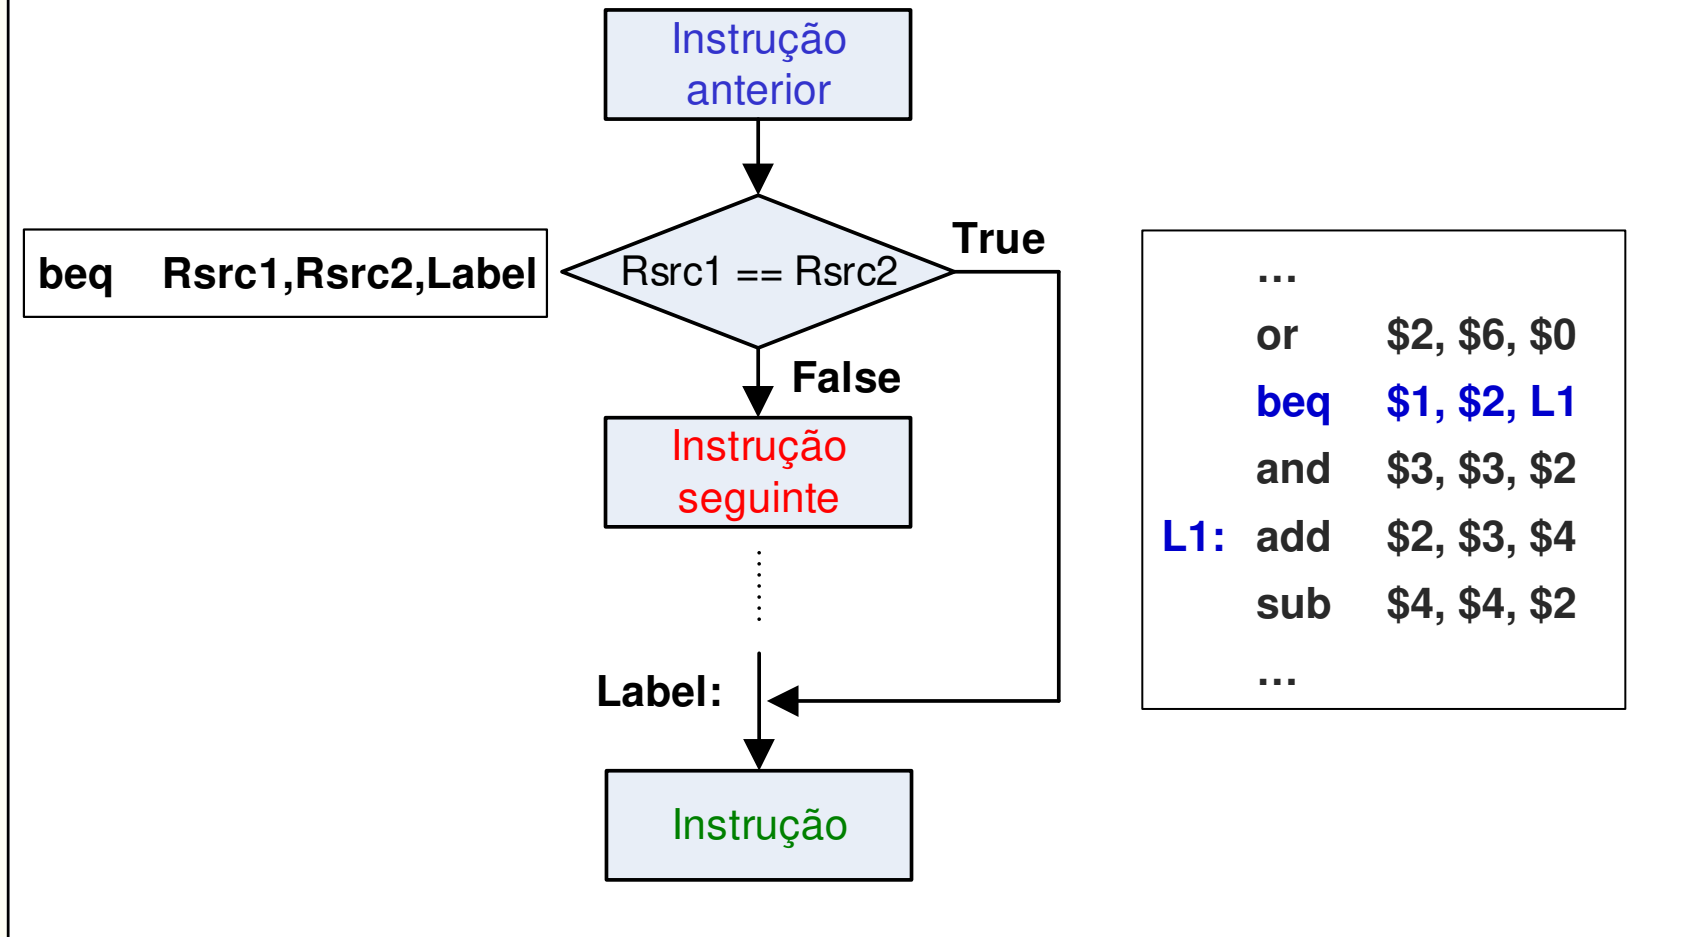 Instrução
anterior
beq Rsrc1,Rsrc2,Label
Rsrc1 == Rsrc2
True
False
Instrução
seguinte
Label:
Instrução
...
or $2, $6, $0
beq $1, $2, L1
and $3, $3, $2
L1: add $2, $3, $4
sub $4, $4, $2
...